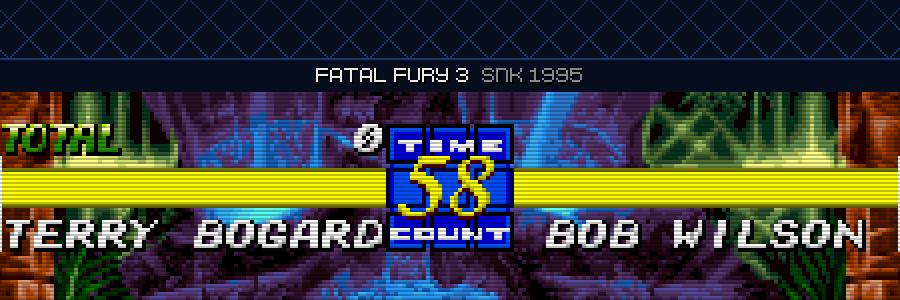 FATAL FURY 3 SNK 1995
TOTAL 0
TIME
58
TERRY BOGARD COUNT BOB WILSON